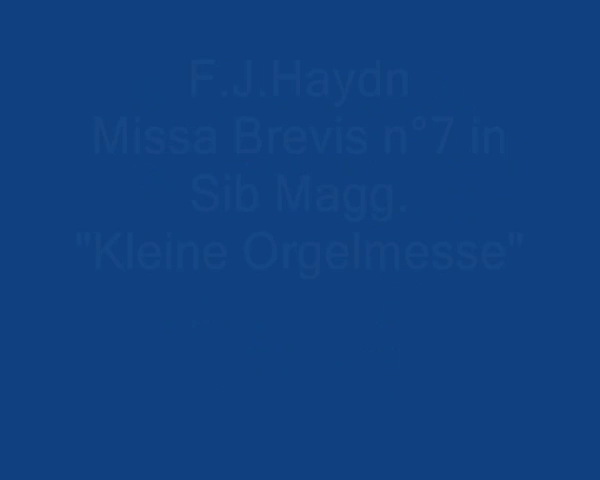 F.J.Haydn
Missa Brevis n°7 in
Sib Magg.
"Kleine Orgelmesse"